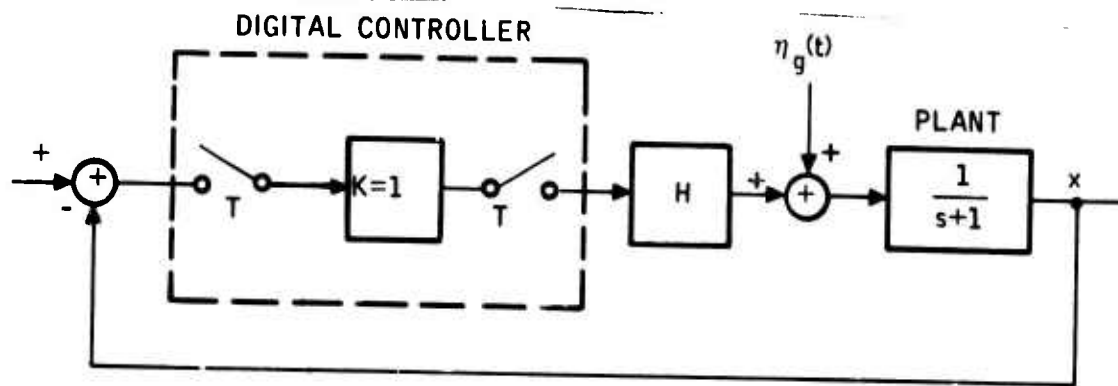 DIGITAL CONTROLLER
η_g(t)
PLANT
+
+
-
T
K=1
T
H
+
+
+
1
s+1
x